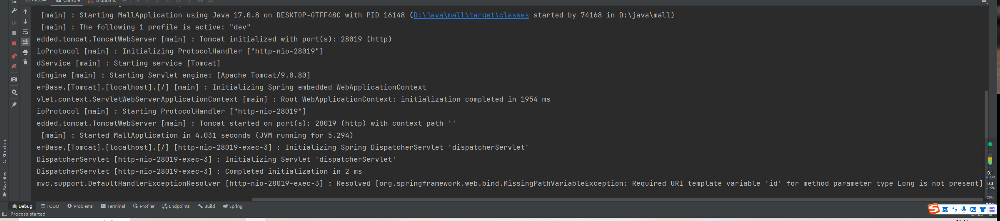 デバッガー Console Endpoints
[main] : Starting MallApplication using Java 17.0.8 on DESKTOP-GTFF48C with PID 16148 (D:\java\mall\target\classes started by 74168 in D:\java\mall)
[main] : The following 1 profile is active: "dev"
edded.tomcat.TomcatWebServer [main] : Tomcat initialized with port(s): 28019 (http)
ioProtocol [main] : Initializing ProtocolHandler ["http-nio-28019"]
dService [main] : Starting service [Tomcat]
dEngine [main] : Starting Servlet engine: [Apache Tomcat/9.0.80]
erBase.[Tomcat].[localhost].[/] [main] : Initializing Spring embedded WebApplicationContext
vlet.context.ServletWebServerApplicationContext [main] : Root WebApplicationContext: initialization completed in 1954 ms
ioProtocol [main] : Starting ProtocolHandler ["http-nio-28019"]
edded.tomcat.TomcatWebServer [main] : Tomcat started on port(s): 28019 (http) with context path ''
[main] : Started MallApplication in 4.031 seconds (JVM running for 5.294)
erBase.[Tomcat].[localhost].[/] [http-nio-28019-exec-3] : Initializing Spring DispatcherServlet 'dispatcherServlet'
DispatcherServlet [http-nio-28019-exec-3] : Initializing Servlet 'dispatcherServlet'
DispatcherServlet [http-nio-28019-exec-3] : Completed initialization in 2 ms
mvc.support.DefaultHandlerExceptionResolver [http-nio-28019-exec-3] : Resolved [org.springframework.web.bind.MissingPathVariableException: Required URI template variable 'id' for method parameter type Long is not present]
Structure
Favorites
0.1
K/s
0.3
K/s
CPU
Debug TODO Problems Terminal Profiler Endpoints Build Spring
Process started
英